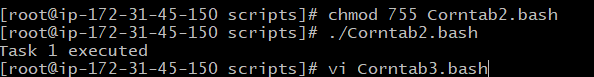 [root@ip-172-31-45-150 scripts]# chmod 755 Corntab2.bash
[root@ip-172-31-45-150 scripts]# ./Corntab2.bash
Task 1 executed
[root@ip-172-31-45-150 scripts]# vi Corntab3.bash